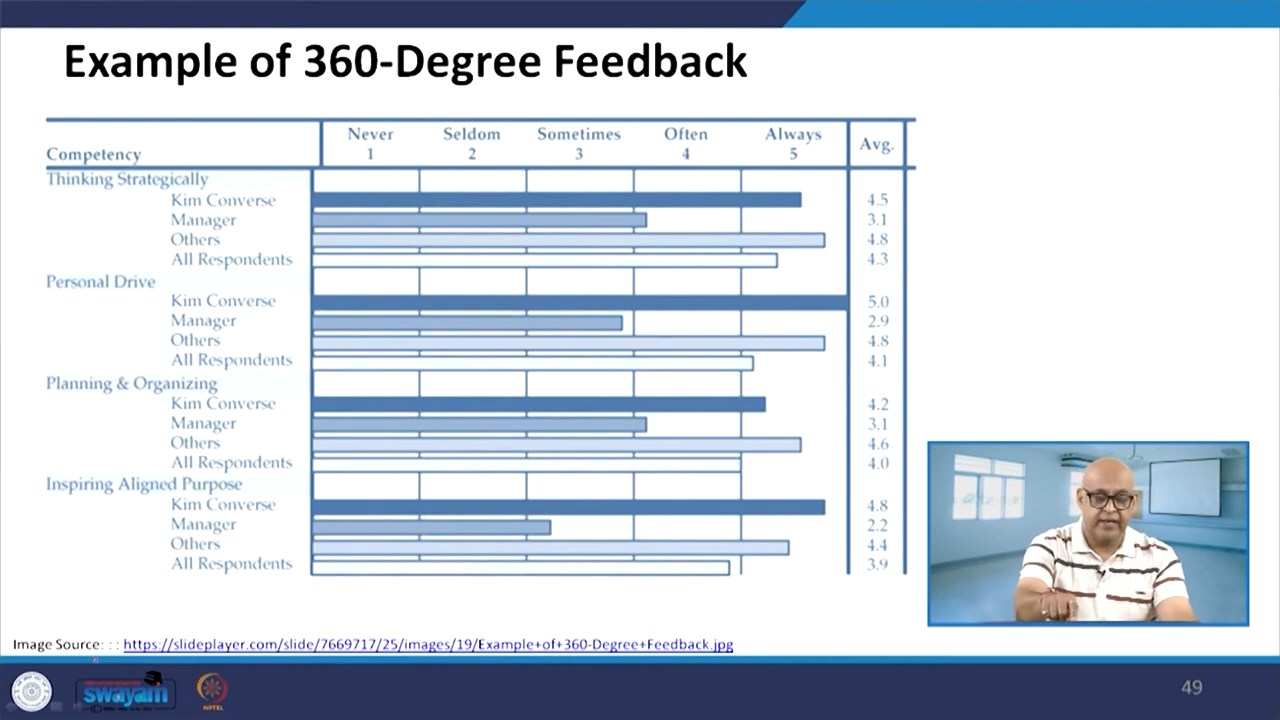 Example of 360-Degree Feedback
Competency Never 1 Seldom 2 Sometimes 3 Often 4 Always 5 Avg.
Thinking Strategically
Kim Converse 4.5
Manager 3.1
Others 4.8
All Respondents 4.3
Personal Drive
Kim Converse 5.0
Manager 2.9
Others 4.8
All Respondents 4.1
Planning & Organizing
Kim Converse 4.2
Manager 3.1
Others 4.6
All Respondents 4.0
Inspiring Aligned Purpose
Kim Converse 4.8
Manager 2.2
Others 4.4
All Respondents 3.9
Image Source: : : https://slideplayer.com/slide/7669717/25/images/19/Example+of+360-Degree+Feedback.jpg
swayam
NPTEL
49